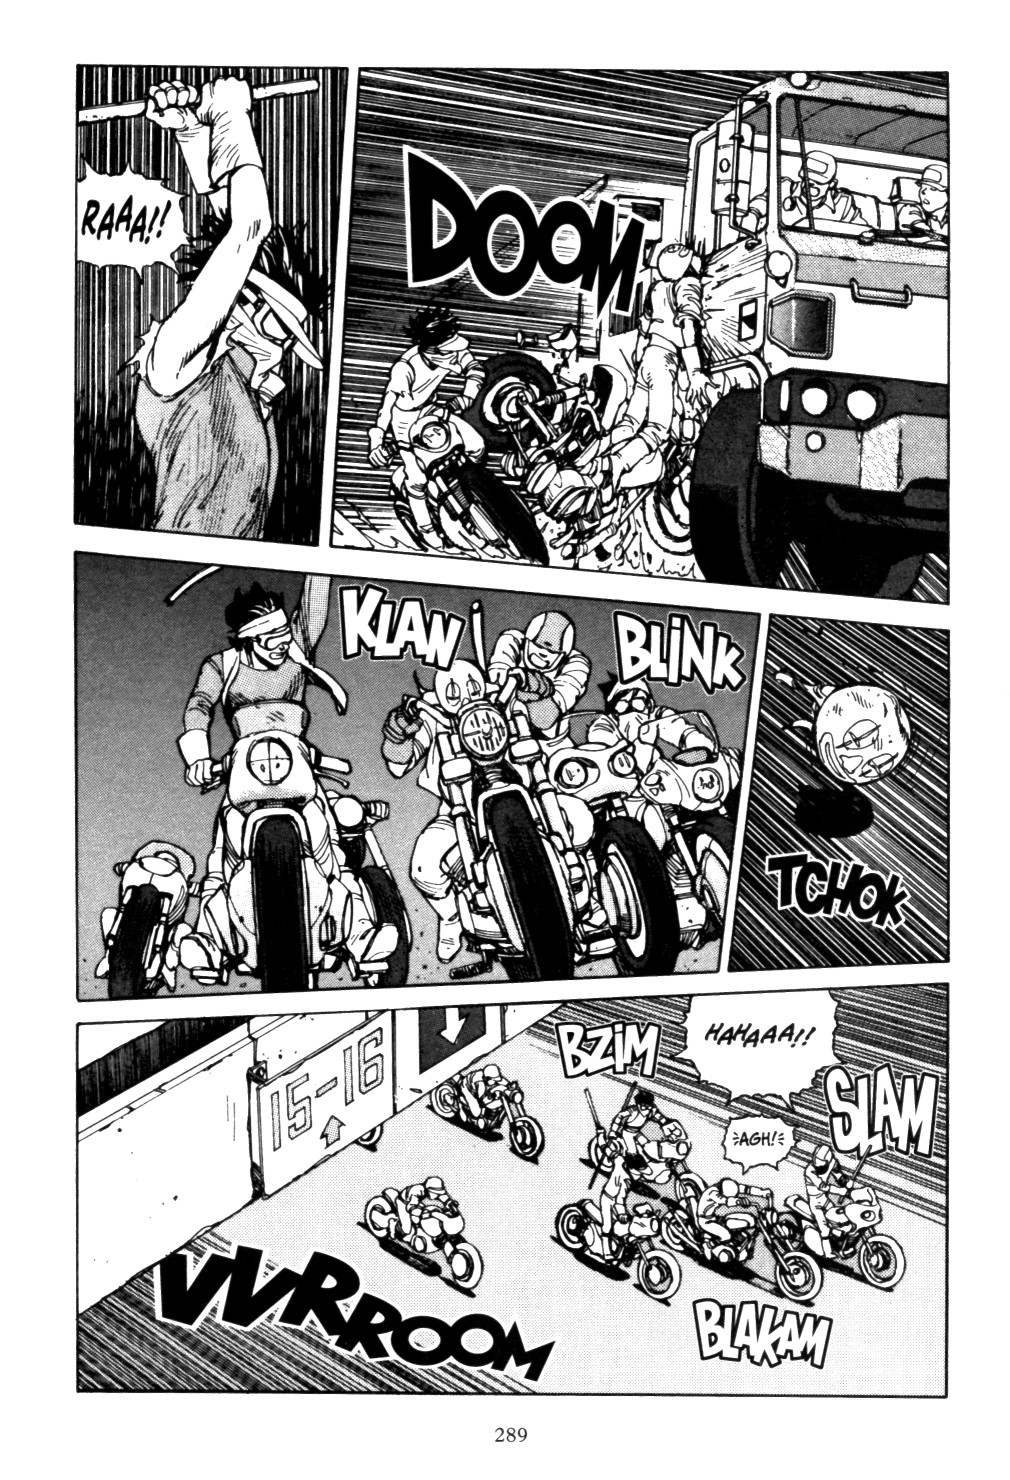 RAAA!!
DOOM
KLAN
BLINK
TCHOK
15-16
BZIM
HAHAAA!!
AGH!
SLAM
BLAKAM
VVRROOM
289